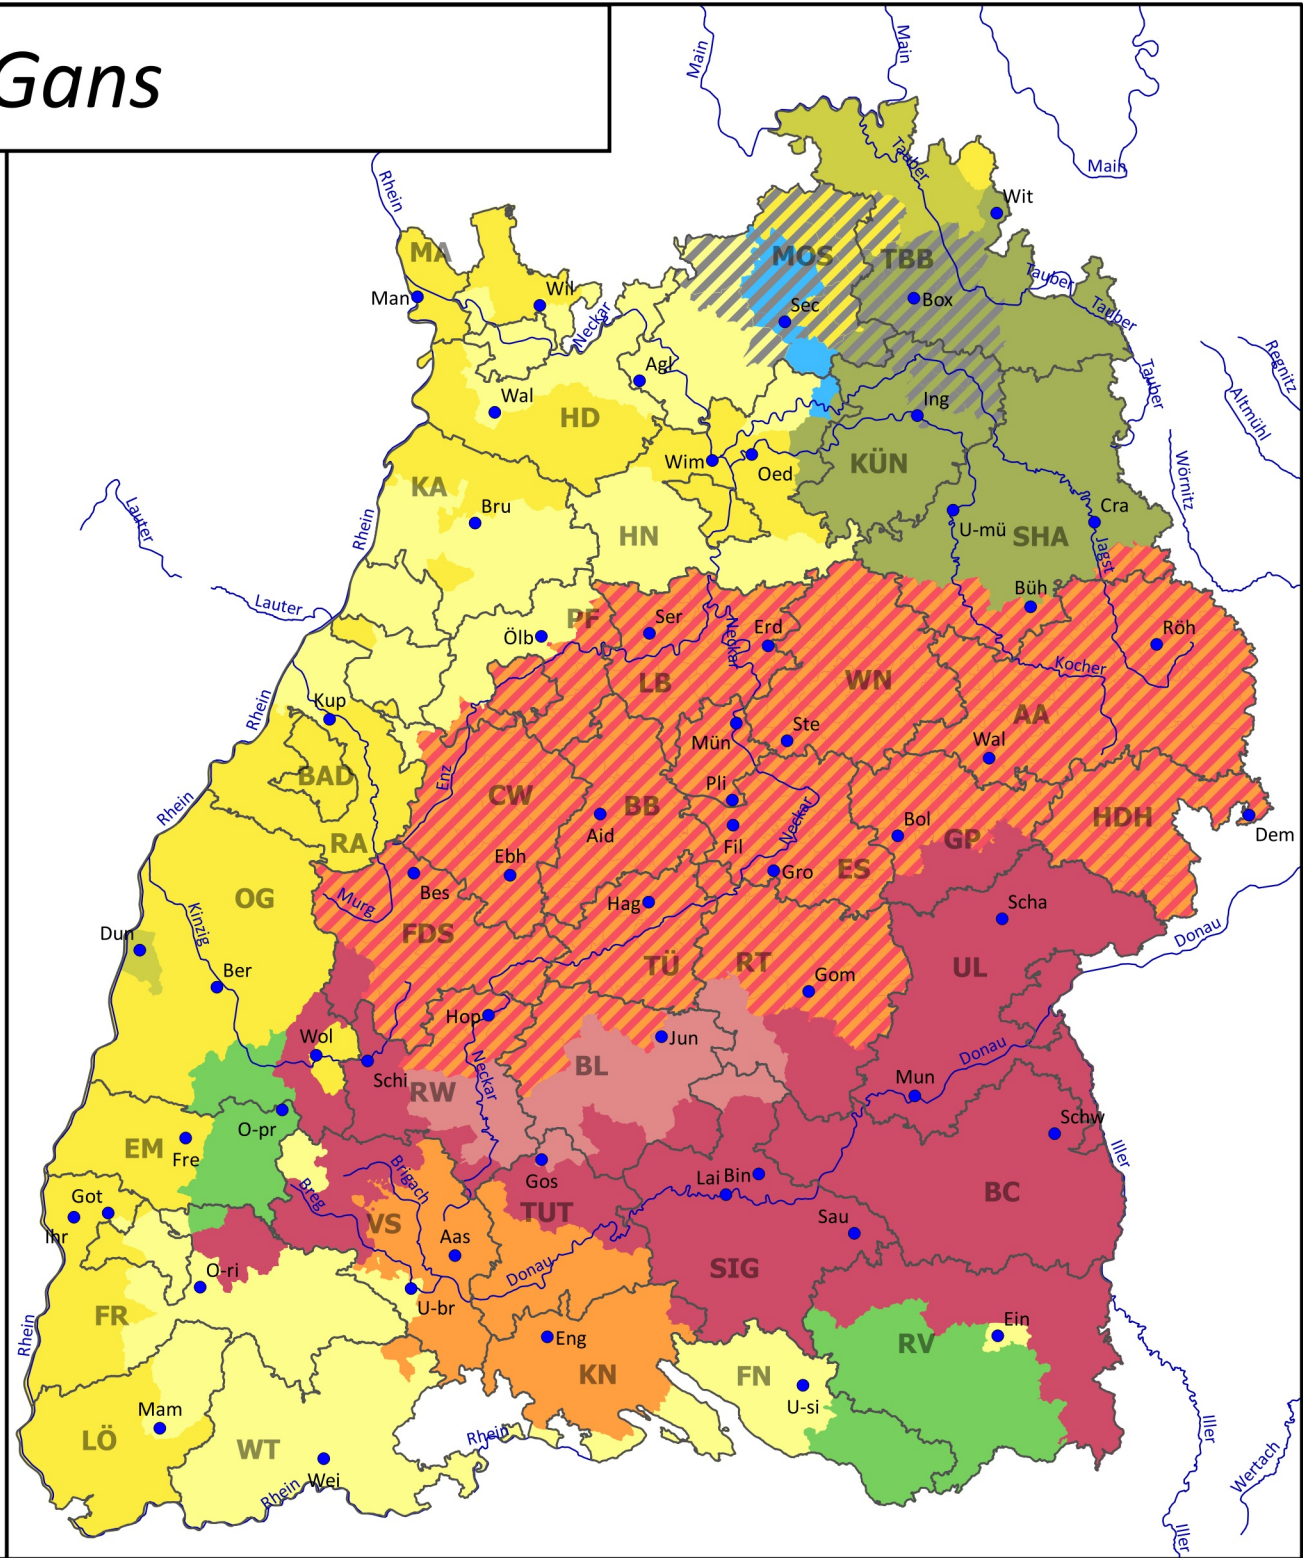 Gans
Main
Main
Main
Rhein
Tauber
Wit
MA
MOS
TBB
Tauber
Man
Wil
Neckar
Sec
Box
Tauber
Regnitz
Agl
Tauber
Altmühl
Wal
HD
Ing
Wim
Oed
KÜN
Wörnitz
KA
Bru
Lauter
Rhein
HN
U-mü
SHA
Cra
Jagst
Lauter
PF
Büh
Ölb
Ser
Neckar
Erd
Röh
Kocher
LB
WN
Rhein
Kup
Mün
Ste
AA
Wal
Enz
BAD
Pli
CW
BB
Neckar
Rhein
Aid
Fil
Bol
HDH
Dem
RA
GP
Ebh
ES
Gro
OG
Bes
Murg
Hag
Scha
Kinzig
FDS
Dun
Donau
TÜ
RT
UL
Ber
Gom
Hop
Wol
Jun
Donau
Schi
Neckar
BL
RW
Mun
O-pr
Schw
EM
Fre
Iller
Brigach
Gos
Lai
Bin
Got
Breg
BC
Ihr
VS
TUT
Sau
Aas
O-ri
Donau
SIG
U-br
FR
Ein
Rhein
Eng
RV
KN
FN
U-si
Mam
Iller
LÖ
WT
Rhein
Wei
Rhein
Wertach
Iller